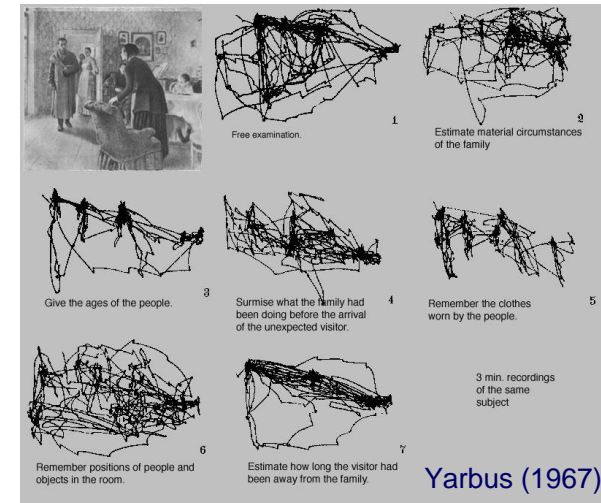 1
Free examination.
2
Estimate material circumstances
of the family
3
Give the ages of the people.
4
Surmise what the family had
been doing before the arrival
of the unexpected visitor.
5
Remember the clothes
worn by the people.
6
Remember positions of people and
objects in the room.
7
Estimate how long the visitor had
been away from the family.
3 min. recordings
of the same
subject
Yarbus (1967)